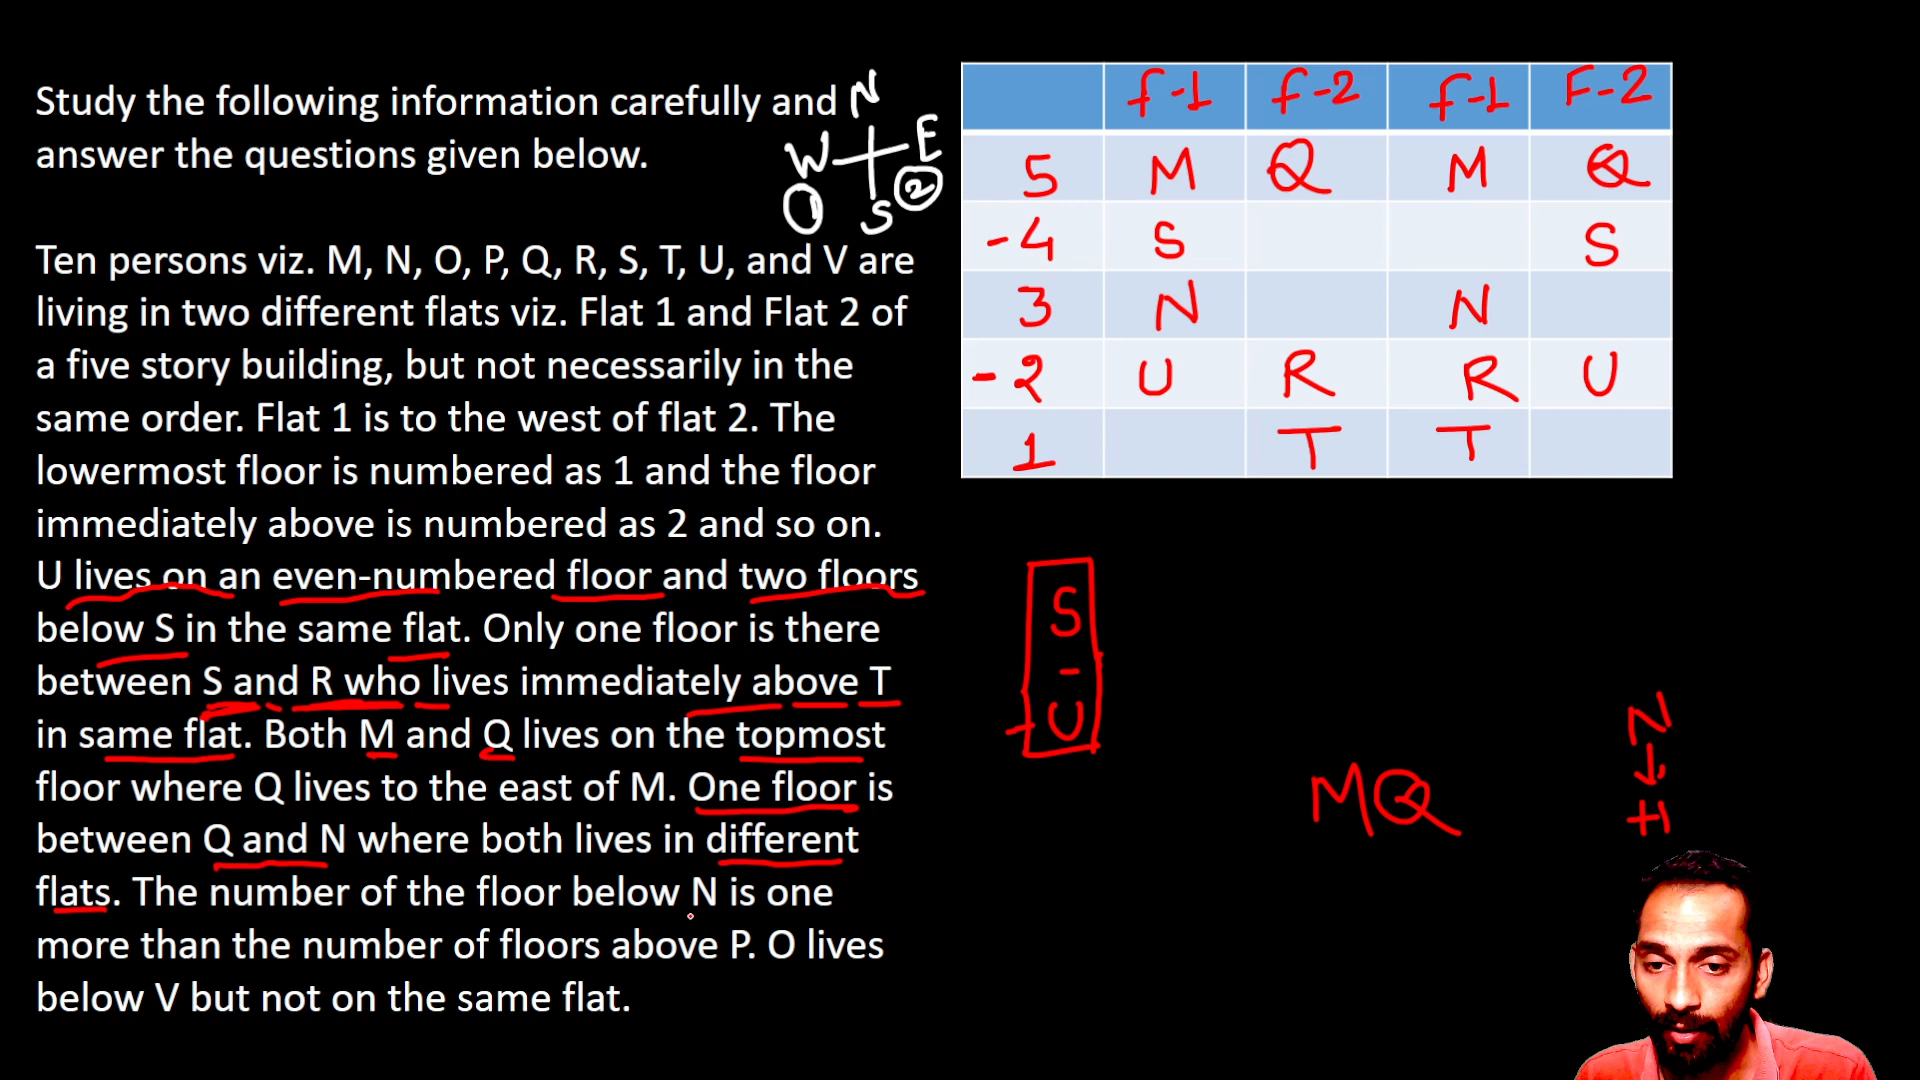 Study the following information carefully and
answer the questions given below.
N
W E
1 S 2
Ten persons viz. M, N, O, P, Q, R, S, T, U, and V are
living in two different flats viz. Flat 1 and Flat 2 of
a five story building, but not necessarily in the
same order. Flat 1 is to the west of flat 2. The
lowermost floor is numbered as 1 and the floor
immediately above is numbered as 2 and so on.
U lives on an even-numbered floor and two floors
below S in the same flat. Only one floor is there
between S and R who lives immediately above T
in same flat. Both M and Q lives on the topmost
floor where Q lives to the east of M. One floor is
between Q and N where both lives in different
flats. The number of the floor below N is one
more than the number of floors above P. O lives
below V but not on the same flat.
f-1 f-2 f-1 F-2
5 M Q M Q
-4 S S
3 N N
-2 U R R U
1 T T
S
-
-U
MQ
N